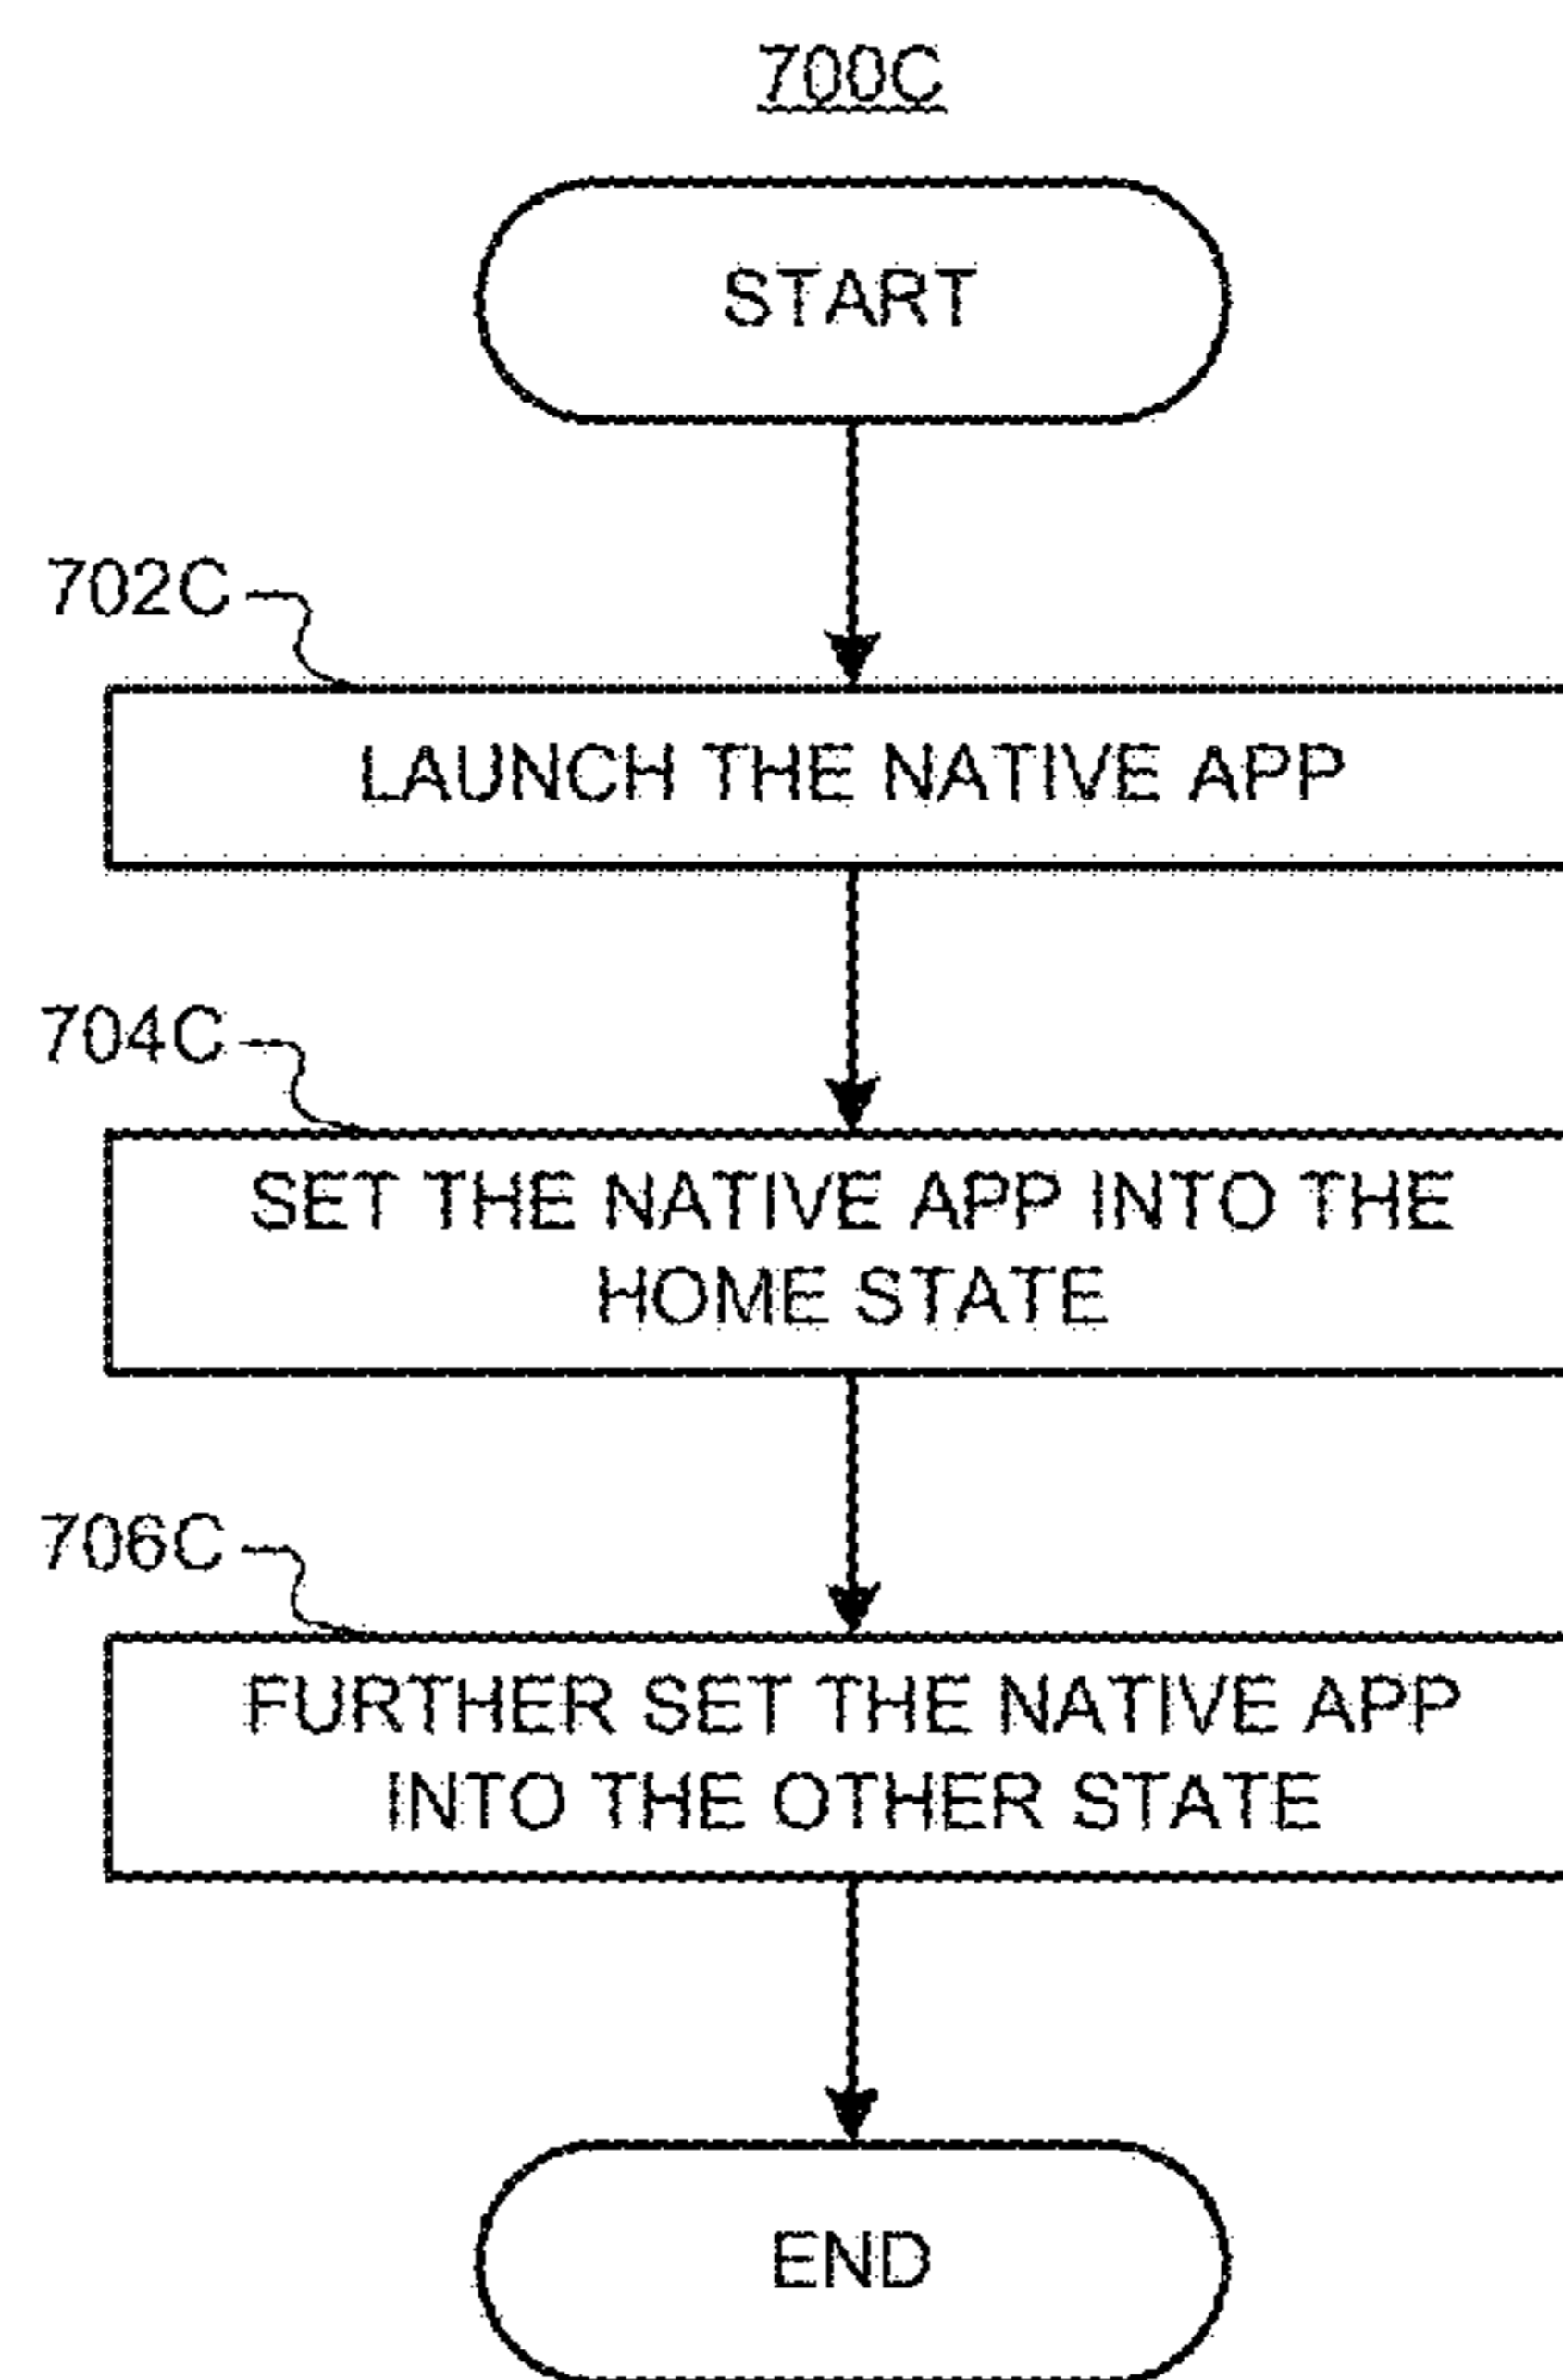 700C
START
702C
LAUNCH THE NATIVE APP
704C
SET THE NATIVE APP INTO THE
HOME STATE
706C
FURTHER SET THE NATIVE APP
INTO THE OTHER STATE
END